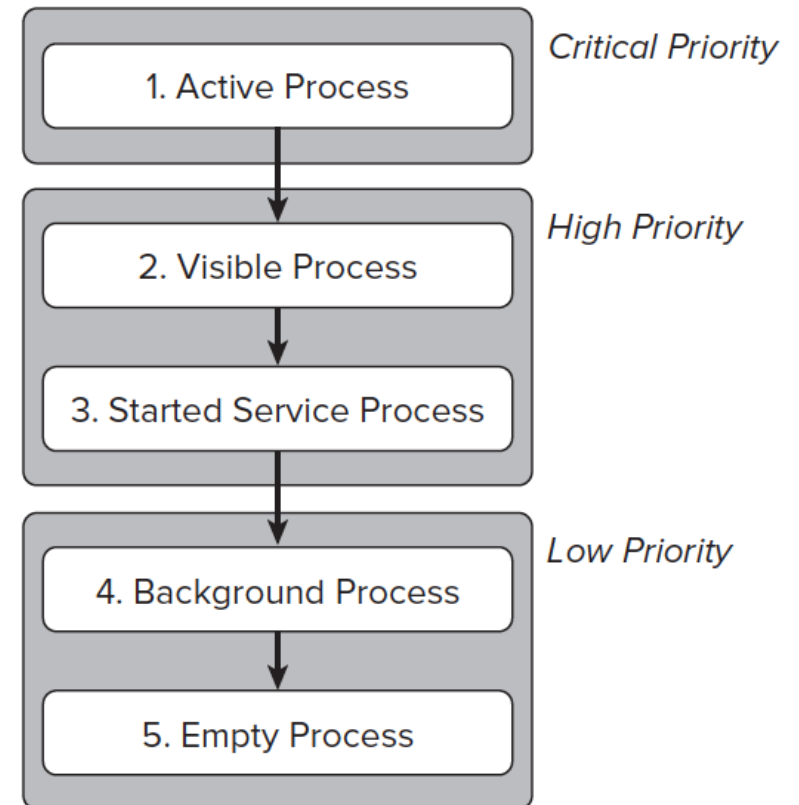 Critical Priority
1. Active Process
High Priority
2. Visible Process
3. Started Service Process
Low Priority
4. Background Process
5. Empty Process